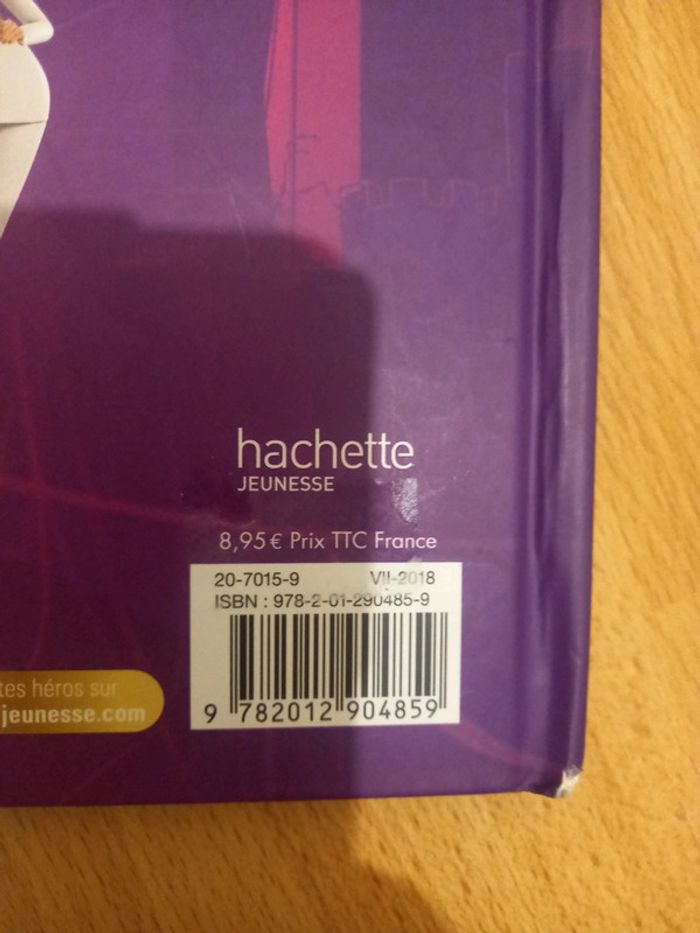 hachette
JEUNESSE
8,95 € Prix TTC France
20-7015-9 VII-2018
ISBN : 978-2-01-290485-9
9 782012 904859
tes héros sur
jeunesse.com